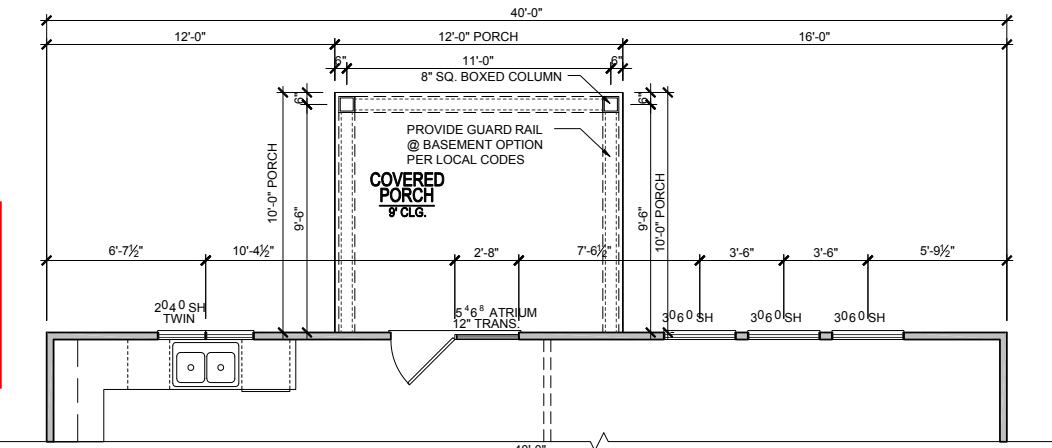 40'-0"
12'-0"
12'-0" PORCH
16'-0"
6"
11'-0"
6"
8" SQ. BOXED COLUMN
6"
6"
PROVIDE GUARD RAIL
@ BASEMENT OPTION
PER LOCAL CODES
COVERED
PORCH
9' CLG.
10'-0" PORCH
9'-6"
9'-6"
10'-0" PORCH
6'-7½"
10'-4½"
2'-8"
7'-6½"
3'-6"
3'-6"
5'-9½"
2040 SH
TWIN
5468 ATRIUM
12" TRANS.
3060 SH
3060 SH
3060 SH